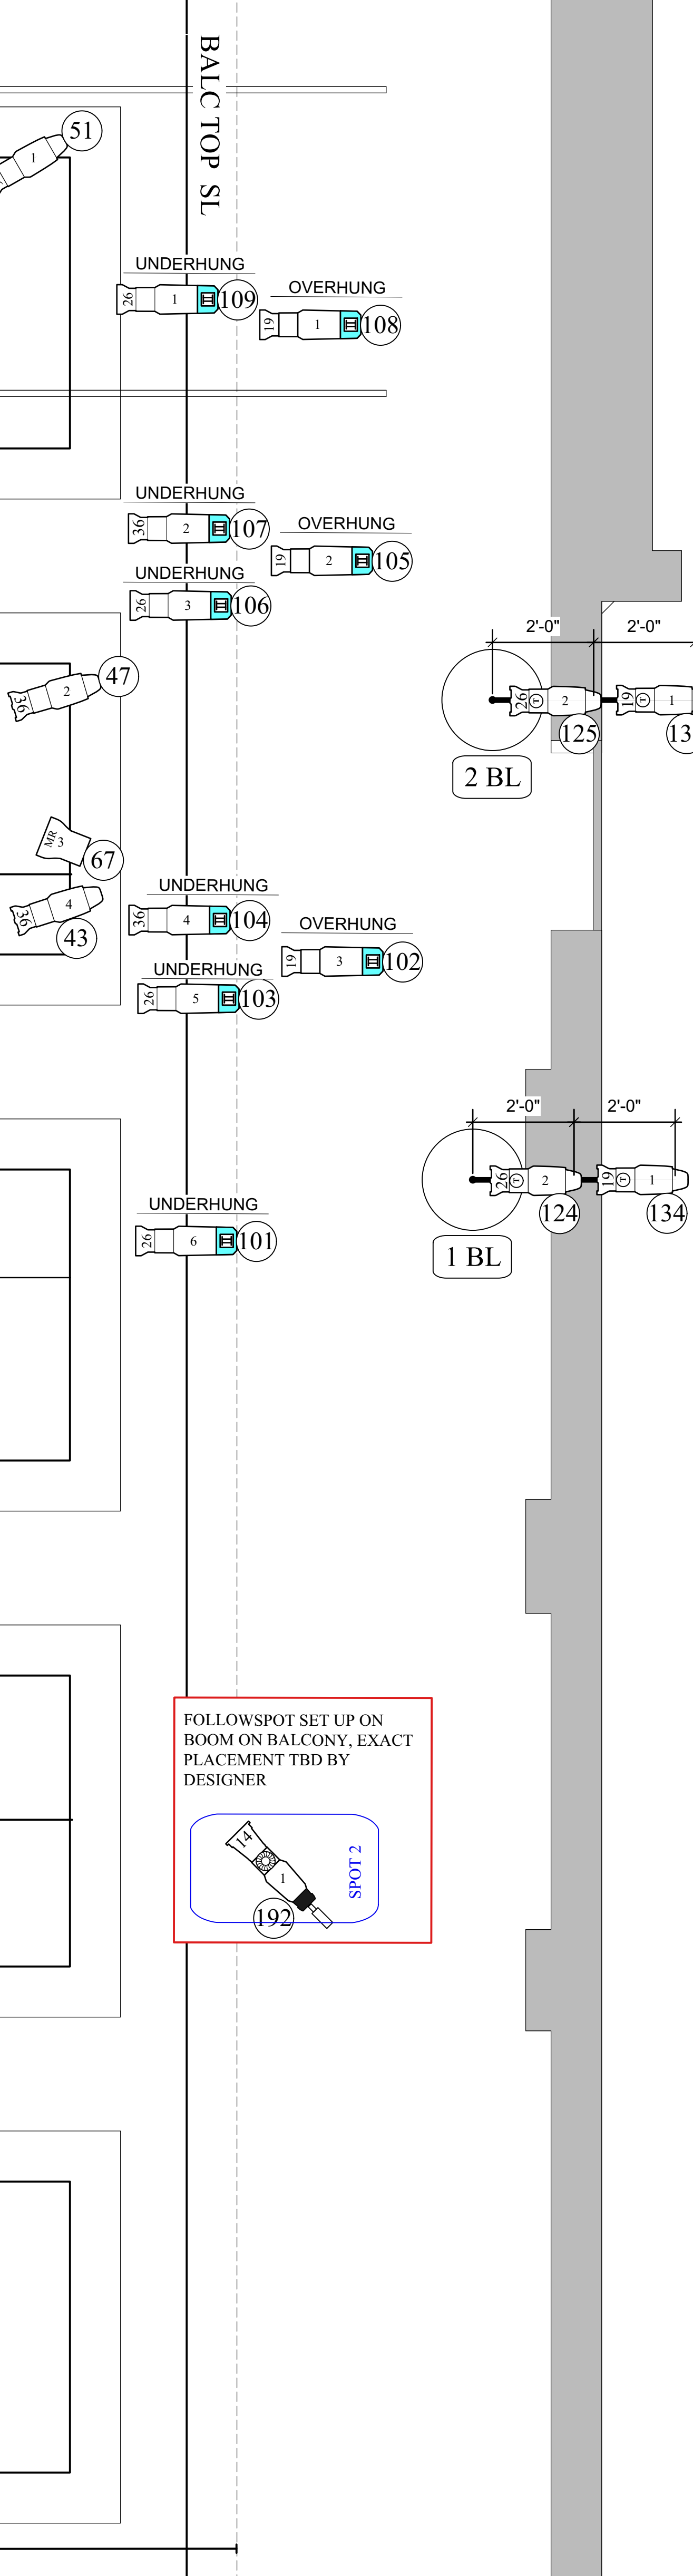 BALC TOP SL
51
1
UNDERHUNG
26 1 109
OVERHUNG
19 1 108
UNDERHUNG
36 2 107
OVERHUNG
19 2 105
UNDERHUNG
26 3 106
2'-0" 2'-0"
26 T 2 19 T 1
125
2 BL
36 2 47
MR 3 67
36 4
43
UNDERHUNG
36 4 104
OVERHUNG
19 3 102
UNDERHUNG
26 5 103
2'-0" 2'-0"
26 T 2 19 T 1
124 134
1 BL
UNDERHUNG
26 6 101
FOLLOWSPOT SET UP ON
BOOM ON BALCONY, EXACT
PLACEMENT TBD BY
DESIGNER
14
1
192
SPOT 2